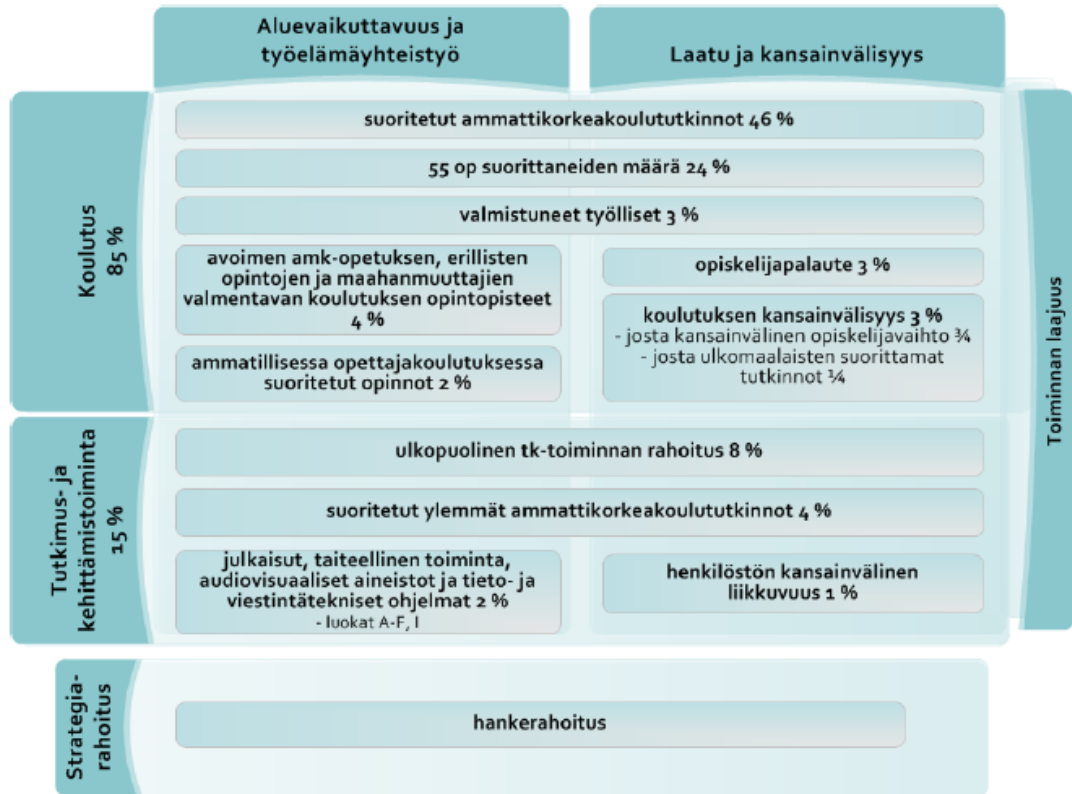 Aluevaikuttavuus ja
työelämäyhteistyö
Laatu ja kansainvälisyys
Koulutus
85 %
suoritetut ammattikorkeakoulututkinnot 46 %
55 op suorittaneiden määrä 24 %
valmistuneet työlliset 3 %
avoimen amk-opetuksen, erillisten
opintojen ja maahanmuuttajien
valmentavan koulutuksen opintopisteet
4 %
ammatillisessa opettajakoulutuksessa
suoritetut opinnot 2 %
opiskelijapalaute 3 %
koulutuksen kansainvälisyys 3 %
- josta kansainvälinen opiskelijavaihto ¾
- josta ulkomaalaisten suorittamat
tutkinnot ¼
Toiminnan laajuus
Tutkimus- ja
kehittämistoiminta
15 %
ulkopuolinen tk-toiminnan rahoitus 8 %
suoritetut ylemmät ammattikorkeakoulututkinnot 4 %
julkaisut, taiteellinen toiminta,
audiovisuaaliset aineistot ja tieto- ja
viestintätekniset ohjelmat 2 %
- luokat A-F, I
henkilöstön kansainvälinen
liikkuvuus 1 %
Strategia-
rahoitus
hankerahoitus